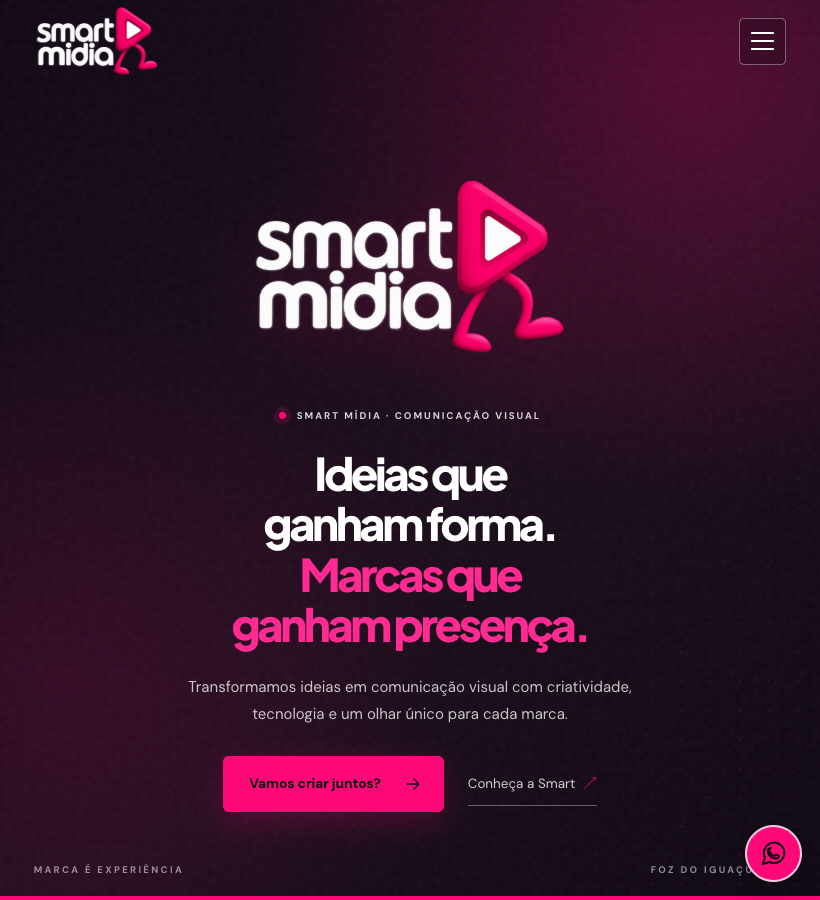 smart
midia
smart
midia
SMART MÍDIA · COMUNICAÇÃO VISUAL
Ideias que
ganham forma.
Marcas que
ganham presença.
Transformamos ideias em comunicação visual com criatividade,
tecnologia e um olhar único para cada marca.
Vamos criar juntos? →
Conheça a Smart ↗
MARCA É EXPERIÊNCIA
FOZ DO